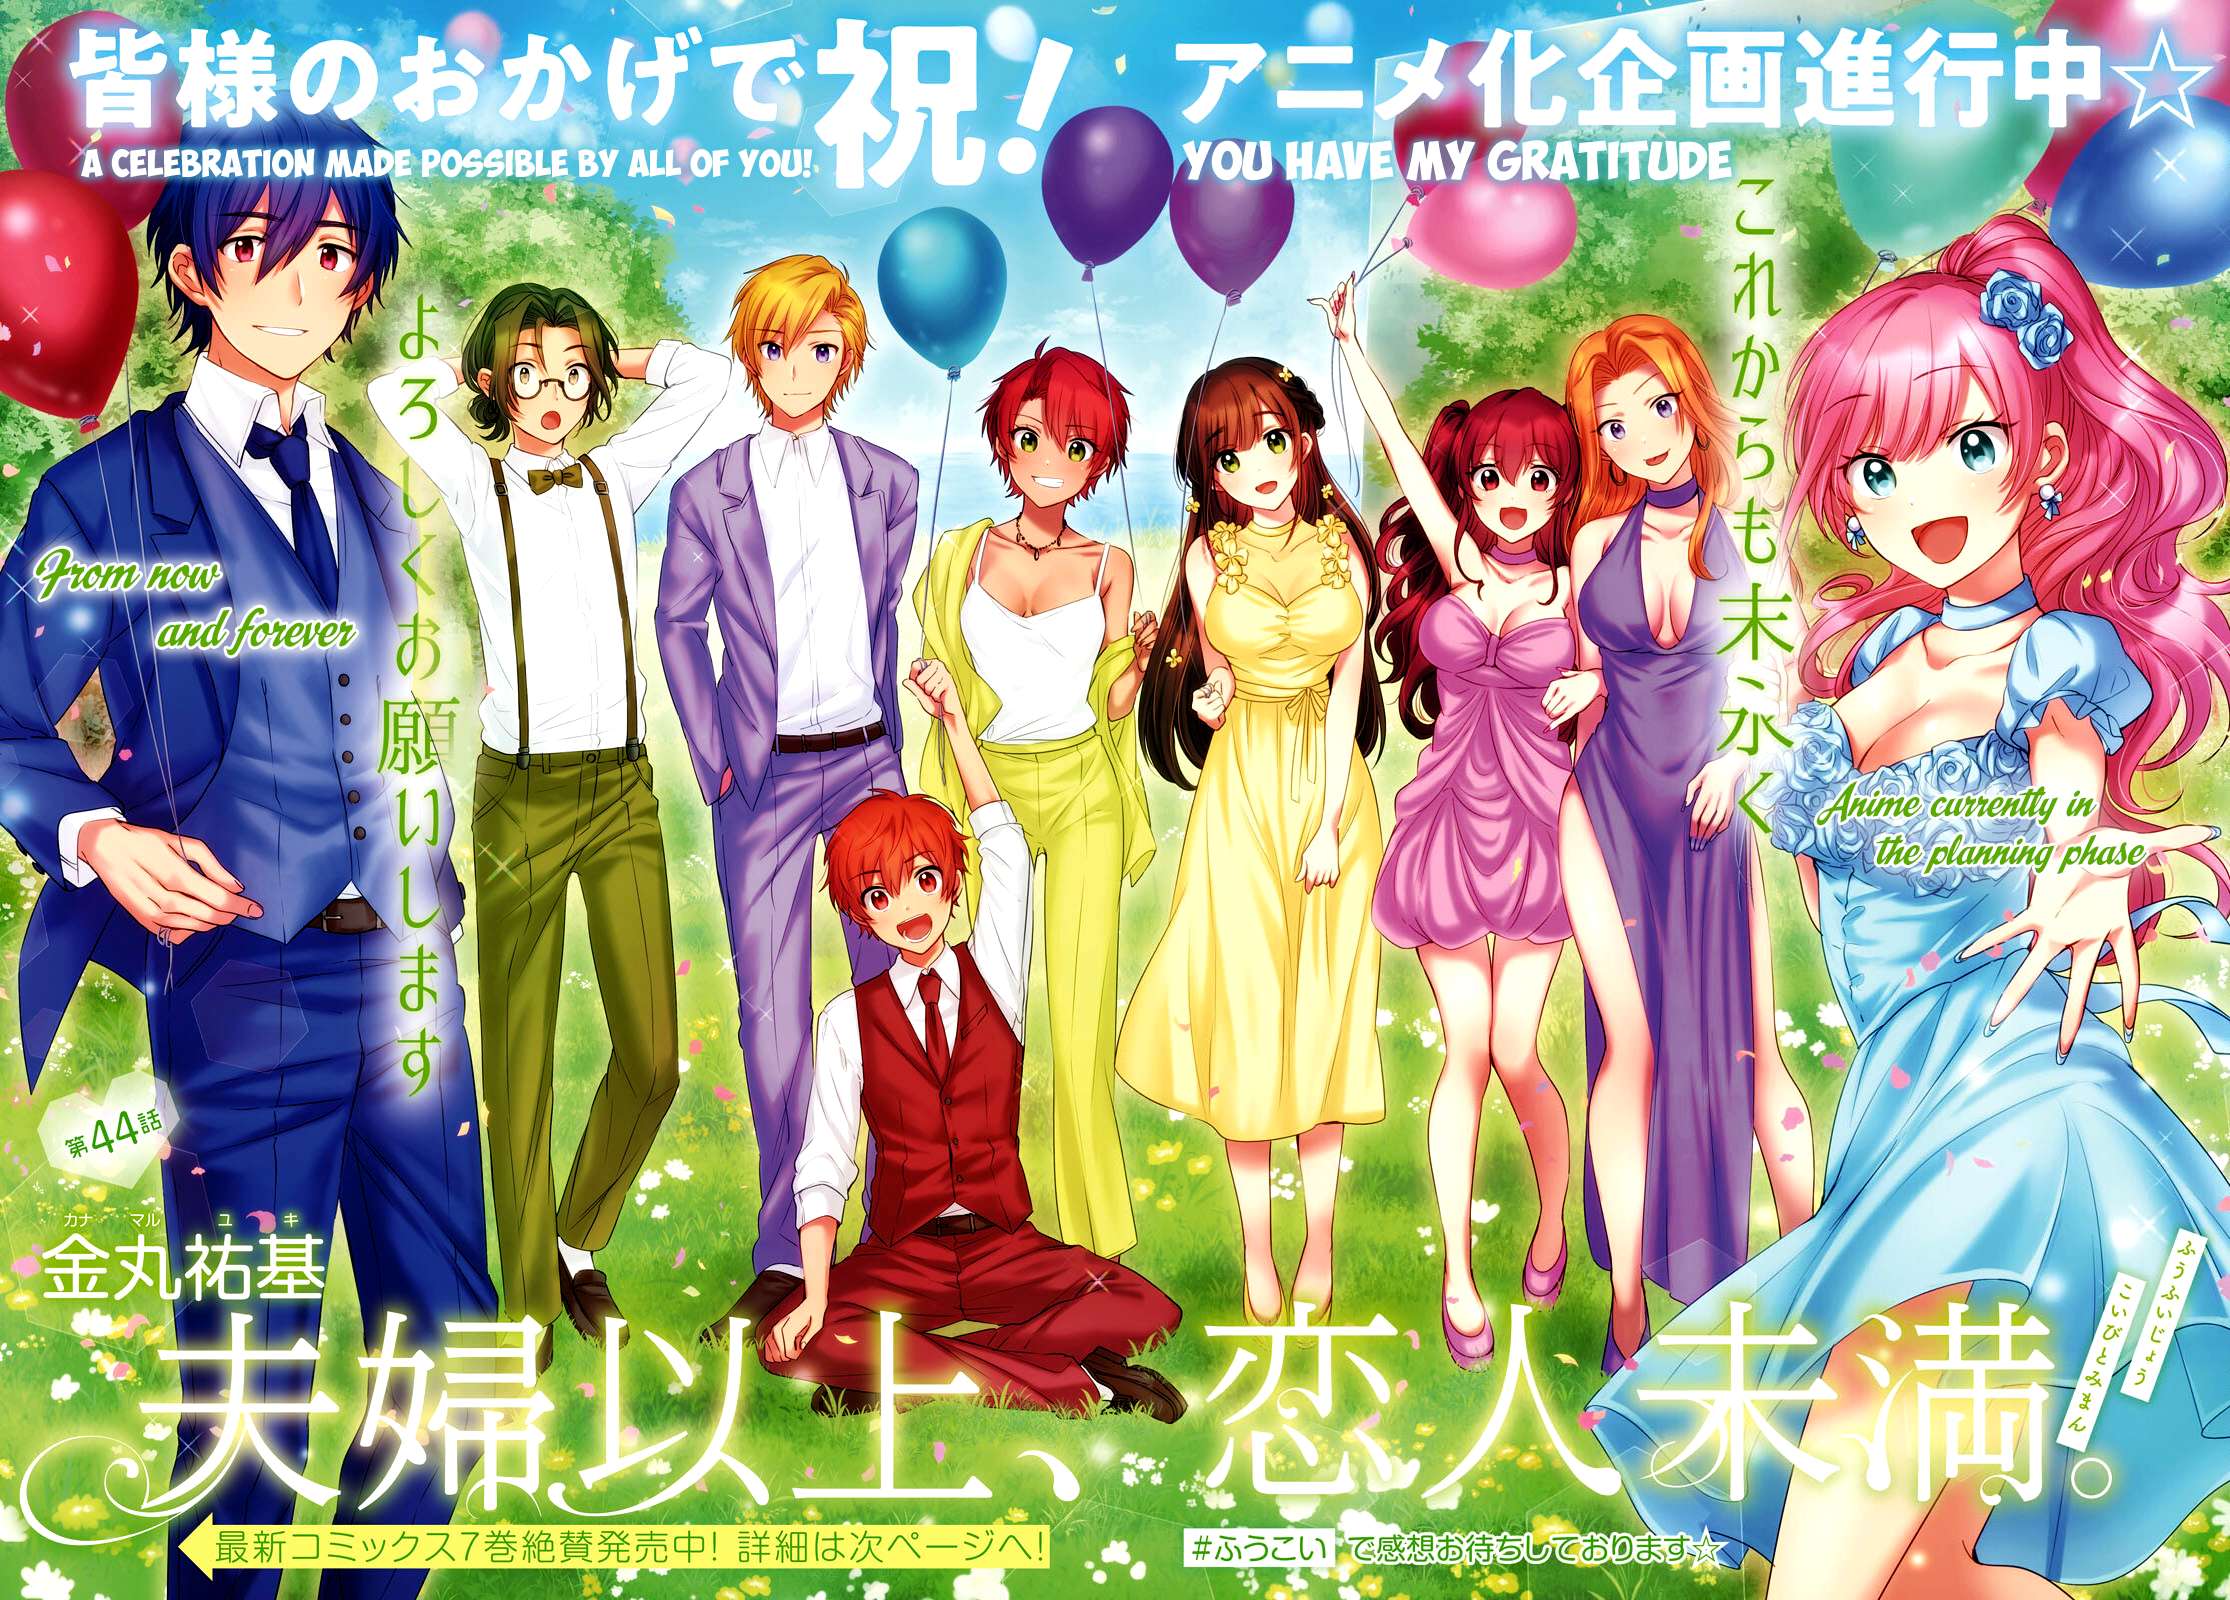 皆様のおかげで祝!
アニメ化企画進行中☆
A CELEBRATION MADE POSSIBLE BY ALL OF YOU!
YOU HAVE MY GRATITUDE
これからも末永く
よろしくお願いします
From now
and forever
Anime currently in
the planning phase
第44話
カナ マル ユ キ
金丸祐基
夫婦以上、恋人未満。
ふうふいじょう
こいびとみまん
最新コミックス7巻絶賛発売中! 詳細は次ページへ!
#ふうこい で感想お待ちしております☆